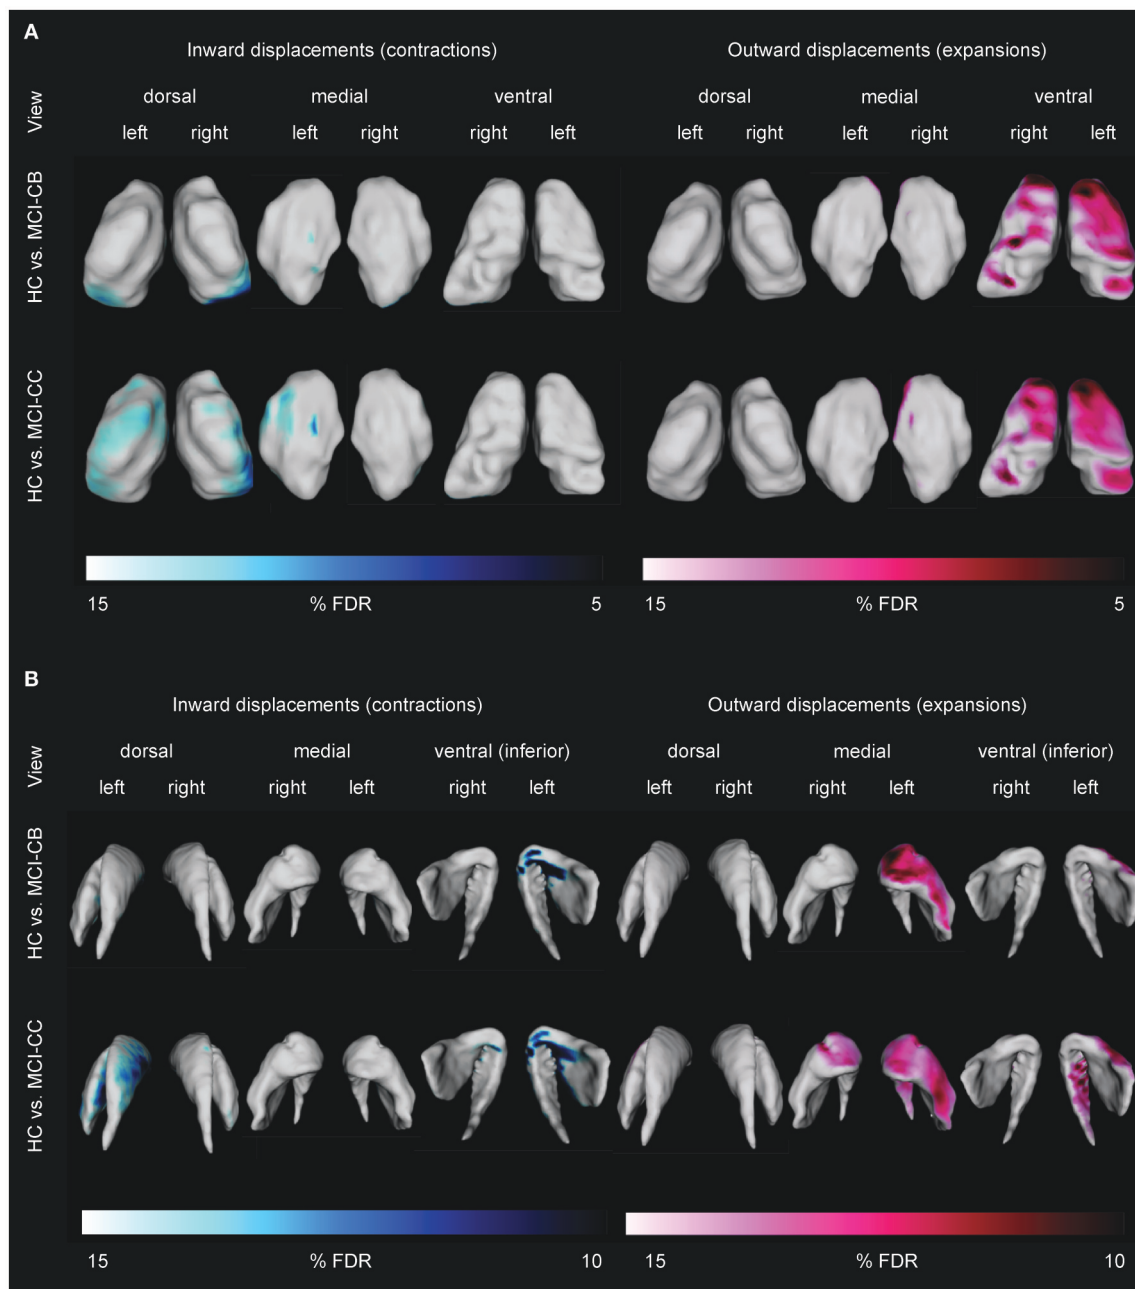 A
Inward displacements (contractions) Outward displacements (expansions)
View dorsal medial ventral dorsal medial ventral
left right left right right left left right left right right left
HC vs. MCI-CB
HC vs. MCI-CC
15 % FDR 5 15 % FDR 5
B
Inward displacements (contractions) Outward displacements (expansions)
View dorsal medial ventral (inferior) dorsal medial ventral (inferior)
left right right left right left left right right left right left
HC vs. MCI-CB
HC vs. MCI-CC
15 % FDR 10 15 % FDR 10